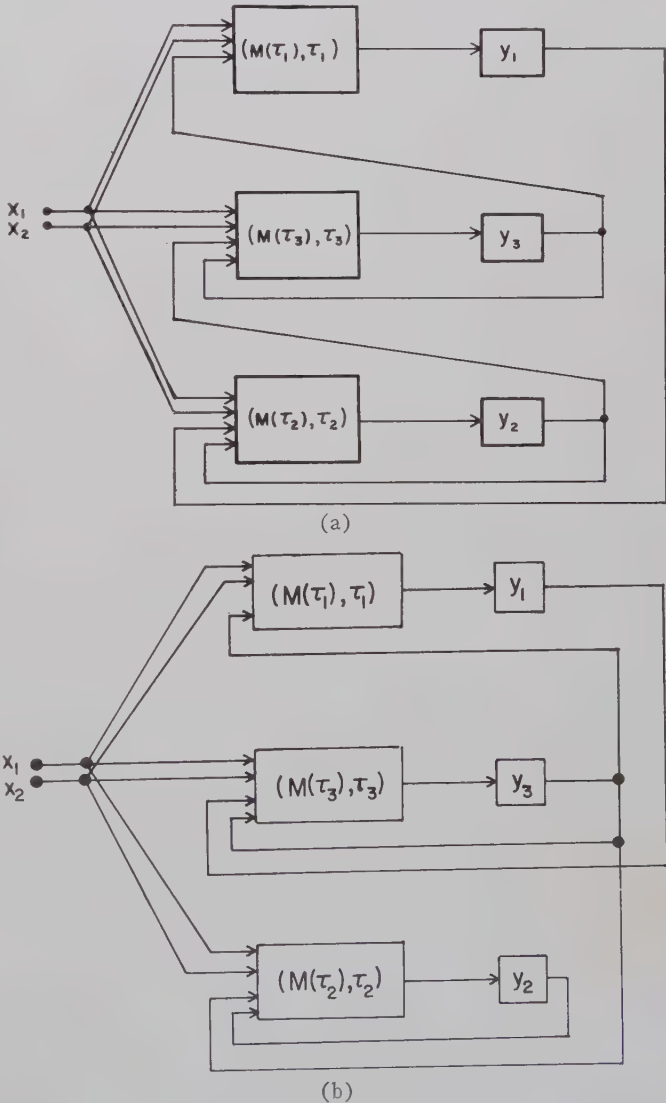 (M(τ₁),τ₁)
y₁
x₁
x₂
(M(τ₃),τ₃)
y₃
(M(τ₂),τ₂)
y₂
(a)
(M(τ₁),τ₁)
y₁
x₁
x₂
(M(τ₃),τ₃)
y₃
(M(τ₂),τ₂)
y₂
(b)